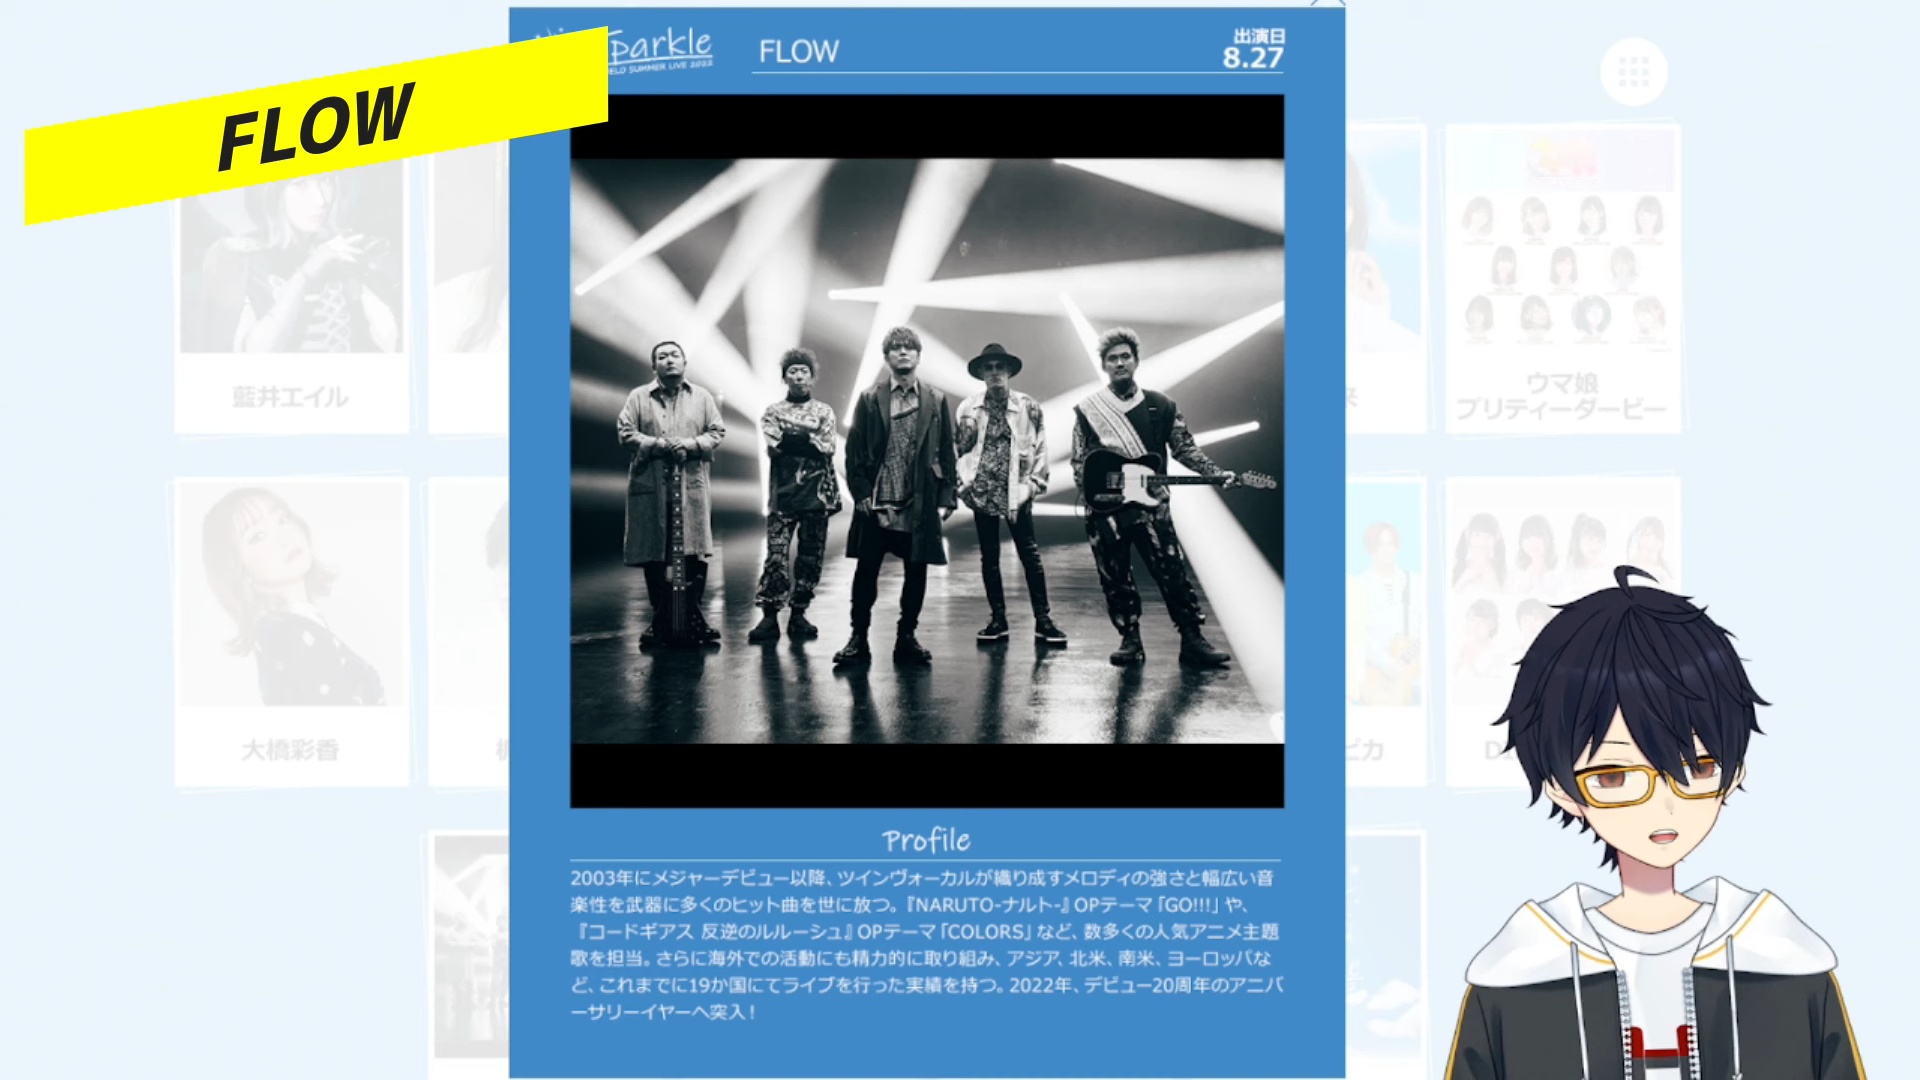 FLOW
parkle
ELO SUMMER LIVE 2022
FLOW
出演日
8.27
藍井エイル
来
ウマ娘
プリティーダービー
大橋彩香
ピカ
Profile
2003年にメジャーデビュー以降、ツインヴォーカルが織り成すメロディの強さと幅広い音
楽性を武器に多くのヒット曲を世に放つ。『NARUTO-ナルト-』OPテーマ「GO!!!」や、
『コードギアス 反逆のルルーシュ』OPテーマ「COLORS」など、数多くの人気アニメ主題
歌を担当。さらに海外での活動にも精力的に取り組み、アジア、北米、南米、ヨーロッパな
ど、これまでに19か国にてライブを行った実績を持つ。2022年、デビュー20周年のアニバ
ーサリーイヤーへ突入!